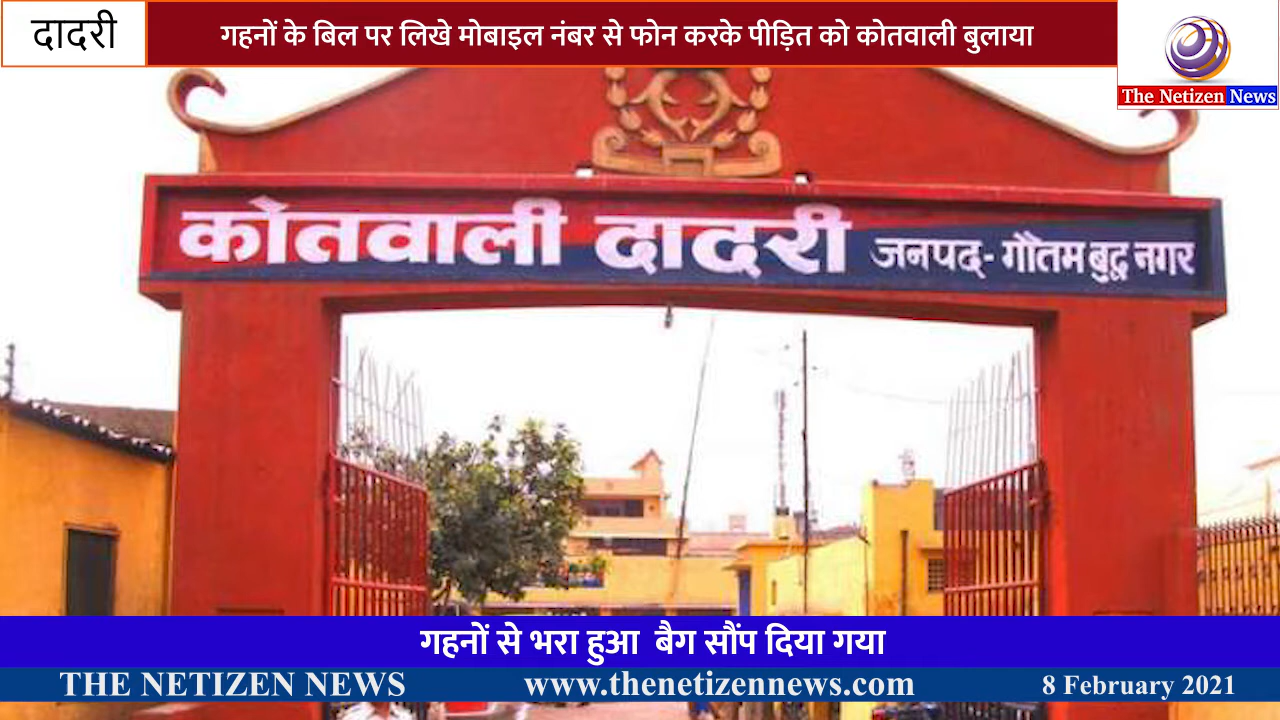 दादरी
गहनों के बिल पर लिखे मोबाइल नंबर से फोन करके पीड़ित को कोतवाली बुलाया
The Netizen News
कोतवाली दादरी जनपद- गौतम बुद्ध नगर
गहनों से भरा हुआ बैग सौंप दिया गया
THE NETIZEN NEWS www.thenetizennews.com 8 February 2021